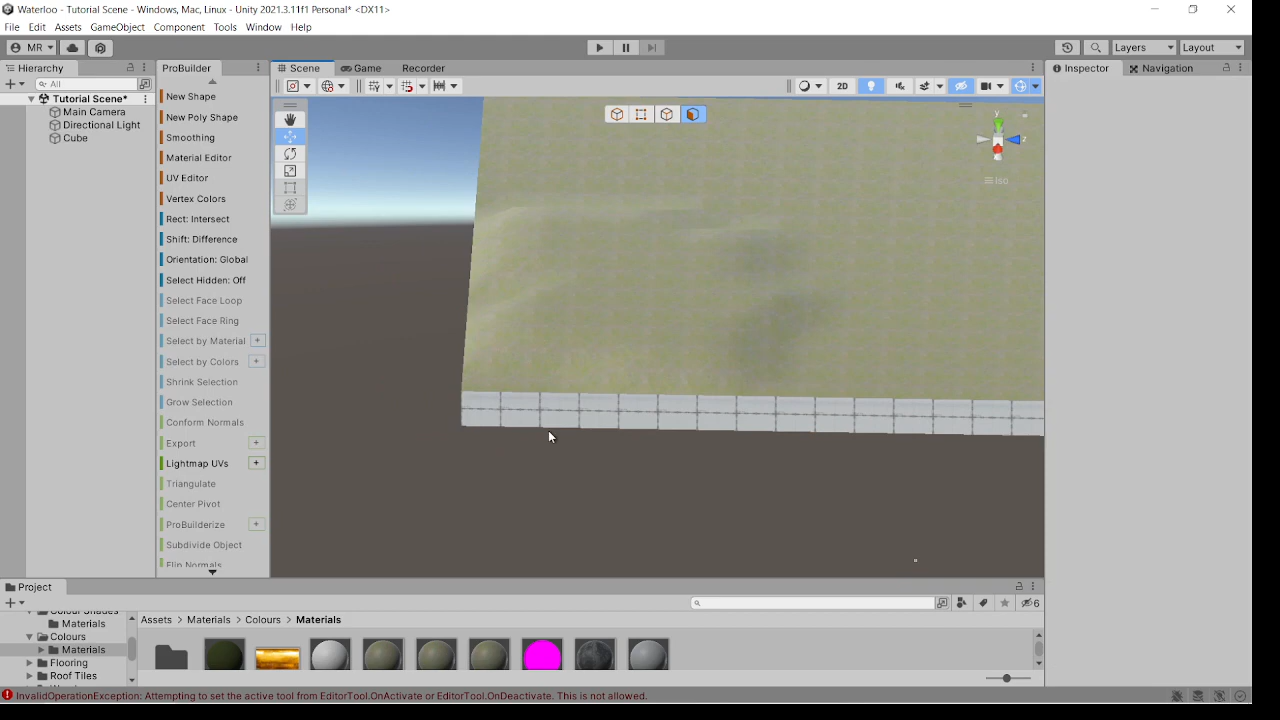 Waterloo - Tutorial Scene - Windows, Mac, Linux - Unity 2021.3.11f1 Personal* <DX11>
File Edit Assets GameObject Component Tools Window Help
MR Layers Layout
Hierarchy ProBuilder Scene Game Recorder Inspector Navigation
All 2D
Tutorial Scene*
Main Camera
Directional Light
Cube
New Shape
New Poly Shape
Smoothing
Material Editor
UV Editor
Vertex Colors
Rect: Intersect
Shift: Difference
Orientation: Global
Select Hidden: Off
Select Face Loop
Select Face Ring
Select by Material +
Select by Colors +
Shrink Selection
Grow Selection
Conform Normals
Export +
Lightmap UVs +
Triangulate
Center Pivot
ProBuilderize +
Subdivide Object
Flip Normals
y
z
Iso
Project
6
Colour Shades
Materials
Colours
Materials
Flooring
Roof Tiles
Assets > Materials > Colours > Materials
InvalidOperationException: Attempting to set the active tool from EditorTool.OnActivate or EditorTool.OnDeactivate. This is not allowed.